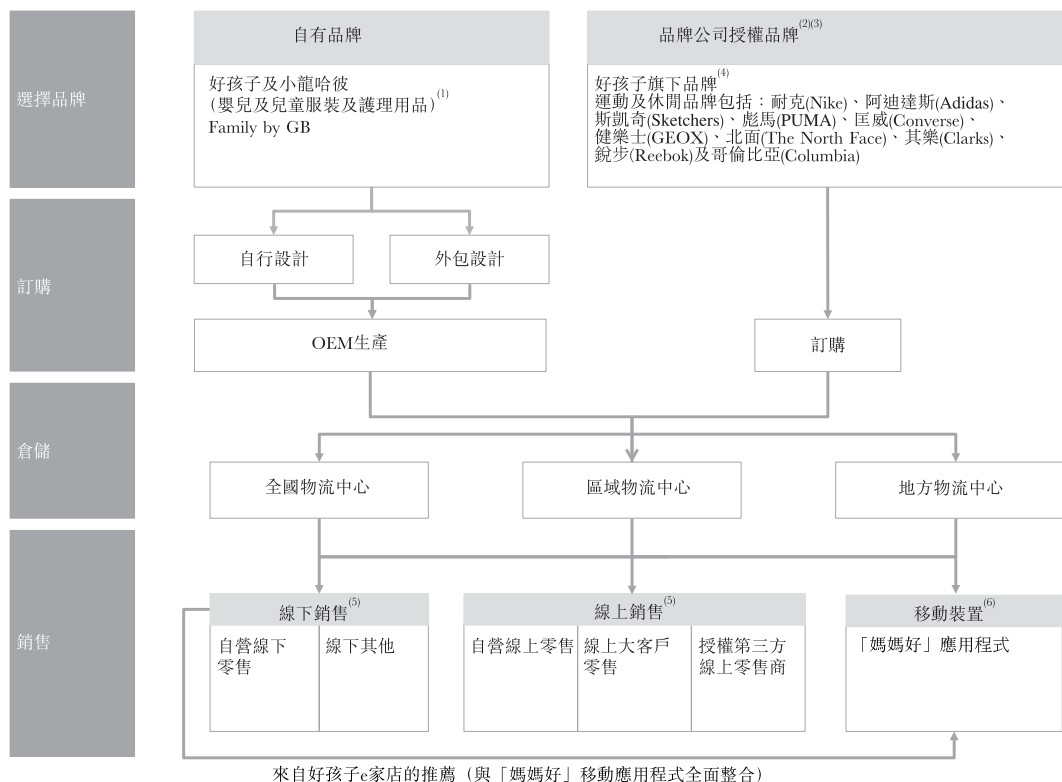 選擇品牌
自有品牌
好孩子及小龍哈彼
(嬰兒及兒童服裝及護理用品)(1)
Family by GB
品牌公司授權品牌(2)(3)
好孩子旗下品牌(4)
運動及休閒品牌包括：耐克(Nike)、阿迪達斯(Adidas)、
斯凱奇(Sketchers)、彪馬(PUMA)、匡威(Converse)、
健樂士(GEOX)、北面(The North Face)、其樂(Clarks)、
銳步(Reebok)及哥倫比亞(Columbia)
訂購
自行設計
外包設計
OEM生產
訂購
倉儲
全國物流中心
區域物流中心
地方物流中心
銷售
線下銷售(5)
自營線下
零售
線下其他
線上銷售(5)
自營線上零售
線上大客戶
零售
授權第三方
線上零售商
移動裝置(6)
「媽媽好」應用程式
來自好孩子e家店的推薦（與「媽媽好」移動應用程式全面整合）